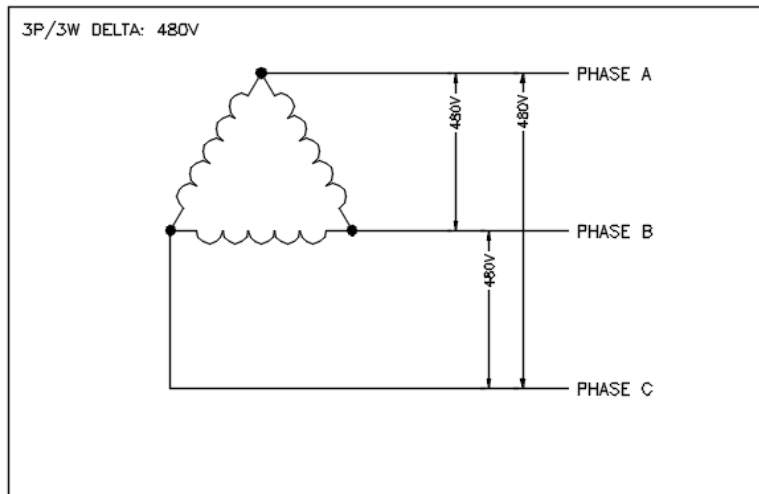 3P/3W DELTA: 480V
PHASE A
480V
480V
PHASE B
480V
PHASE C